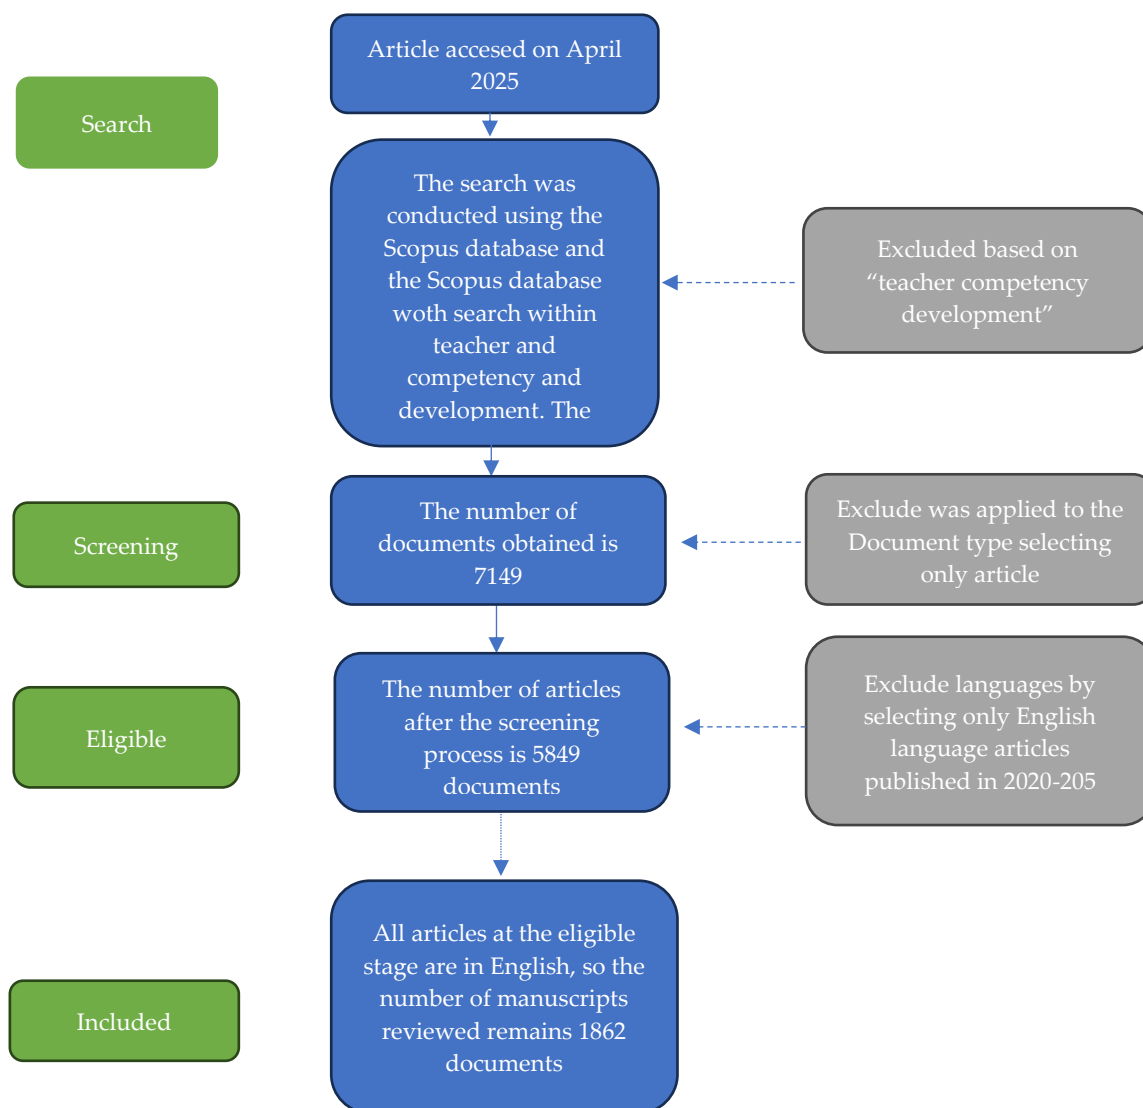 Article accesed on April
2025
Search
The search was
conducted using the
Scopus database and
the Scopus database
woth search within
teacher and
competency and
development. The
Excluded based on
“teacher competency
development”
Screening
The number of
documents obtained is
7149
Exclude was applied to the
Document type selecting
only article
Eligible
The number of articles
after the screening
process is 5849
documents
Exclude languages by
selecting only English
language articles
published in 2020-205
Included
All articles at the eligible
stage are in English, so the
number of manuscripts
reviewed remains 1862
documents